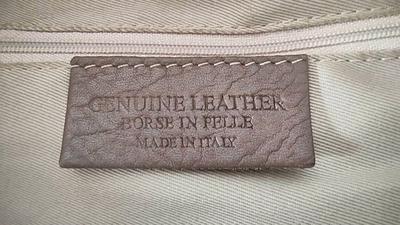 GENUINE LEATHER
BORSE IN PELLE
MADE IN ITALY